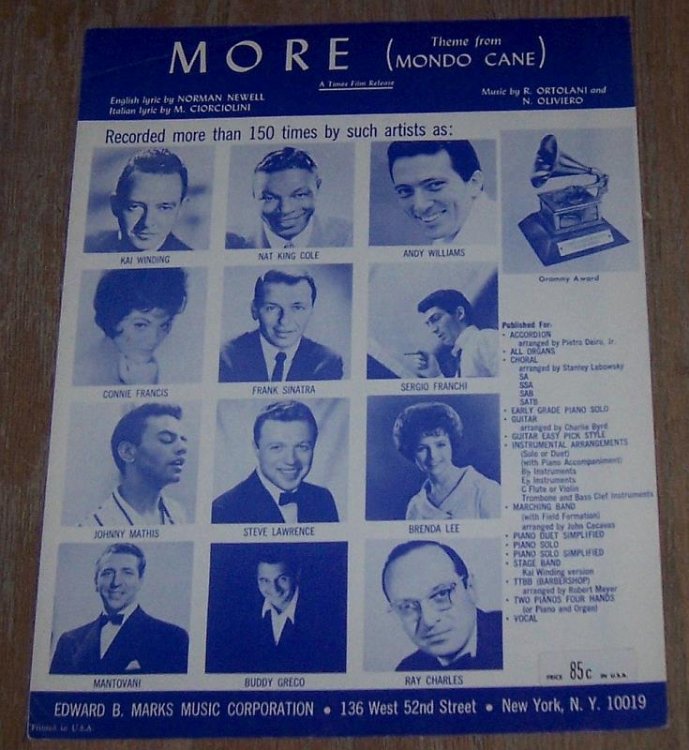 MORE (Theme from MONDO CANE)
A Times Film Release
English lyric by NORMAN NEWELL
Italian lyric by M. CIORCIOLINI
Music by R. ORTOLANI and
N. OLIVIERO
Recorded more than 150 times by such artists as:
KAI WINDING
NAT KING COLE
ANDY WILLIAMS
Grammy Award
CONNIE FRANCIS
FRANK SINATRA
SERGIO FRANCHI
JOHNNY MATHIS
STEVE LAWRENCE
BRENDA LEE
MANTOVANI
BUDDY GRECO
RAY CHARLES
Published For:
• ACCORDION
arranged by Pietro Deiro, Jr.
• ALL ORGANS
• CHORAL
arranged by Stanley Lebowsky
SA
SSA
SAB
SATB
• EARLY GRADE PIANO SOLO
• GUITAR
arranged by Charlie Byrd
• GUITAR EASY PICK STYLE
• INSTRUMENTAL ARRANGEMENTS
(Solo or Duet)
(with Piano Accompaniment)
B♭ Instruments
E♭ Instruments
C Flute or Violin
Trombone and Bass Clef Instruments
• MARCHING BAND
(with Field Formation)
arranged by John Cacavas
• PIANO DUET SIMPLIFIED
• PIANO SOLO
• PIANO SOLO SIMPLIFIED
• STAGE BAND
Kai Winding version
• TTBB (BARBERSHOP)
arranged by Robert Meyer
• TWO PIANOS FOUR HANDS
(or Piano and Organ)
• VOCAL
PRICE 85c IN U.S.A.
EDWARD B. MARKS MUSIC CORPORATION • 136 West 52nd Street • New York, N. Y. 10019
Printed in U.S.A.